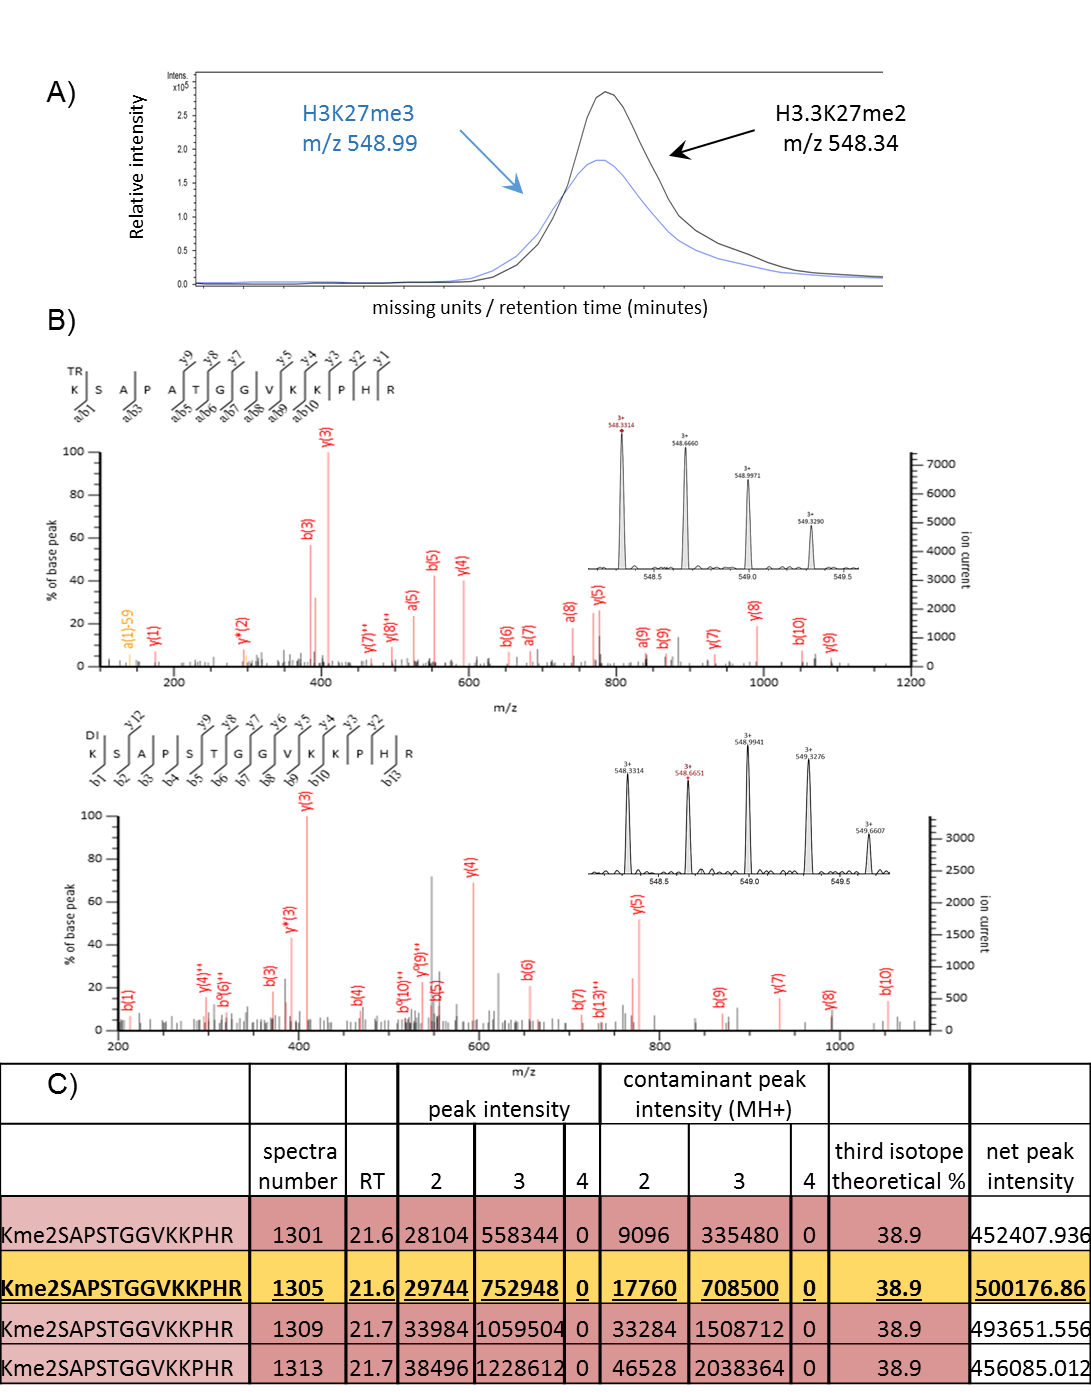 A)
Intens.
x10⁵
2.5
2.0
1.5
1.0
0.5
0.0
Relative intensity
H3K27me3
m/z 548.99
H3.3K27me2
m/z 548.34
missing units / retention time (minutes)
B)
y9 y8 y7 y5 y4 y3 y2 y1
TR
K S A P A T G G V K K P H R
a/b1 a/b3 a/b5 a/b6 a/b7 a/b8 a/b9 a/b10
100
80
60
40
20
0
% of base peak
7000
6000
5000
4000
3000
2000
1000
0
ion current
200 400 600 800 1000 1200
m/z
a(1)-59
y(1)
y*(2)
b(3)
y(3)
y(7)++
y(8)++
a(5)
b(5)
y(4)
b(6)
a(7)
a(8)
y(5)
a(9)
b(9)
y(7)
y(8)
b(10)
y(9)
3+
548.3314
3+
548.6660
3+
548.9971
3+
549.3290
548.5 549.0 549.5
y12 y9 y8 y7 y6 y5 y4 y3 y2
DI
K S A P S T G G V K K P H R
b1 b2 b3 b4 b5 b6 b7 b8 b9 b10 b13
100
80
60
40
20
0
% of base peak
3000
2500
2000
1500
1000
500
0
ion current
200 400 600 800 1000
m/z
b(1)
y(4)++
b⁰(6)++
b(3)
y*(3)
y(3)
b(4)
b⁰(10)++
y⁰(9)++
b(5)
y(4)
b(6)
b(7)
b(13)++
y(5)
b(9)
y(7)
y(8)
b(10)
3+
548.3314
3+
548.6651
3+
548.9941
3+
549.3276
3+
549.6607
548.5 549.0 549.5
C)
peak intensity
contaminant peak
intensity (MH+)
spectra
number
RT
2 3 4
2 3 4
third isotope
theoretical %
net peak
intensity
Kme2SAPSTGGVKKPHR 1301 21.6 28104 558344 0 9096 335480 0 38.9 452407.936
Kme2SAPSTGGVKKPHR 1305 21.6 29744 752948 0 17760 708500 0 38.9 500176.86
Kme2SAPSTGGVKKPHR 1309 21.7 33984 1059504 0 33284 1508712 0 38.9 493651.556
Kme2SAPSTGGVKKPHR 1313 21.7 38496 1228612 0 46528 2038364 0 38.9 456085.012